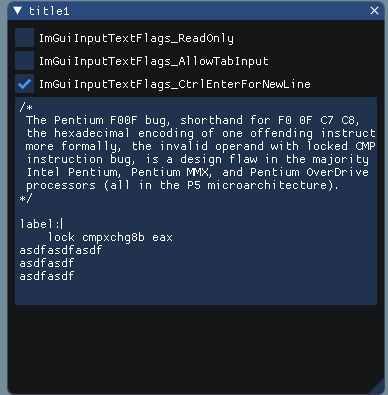 title1
ImGuiInputTextFlags_ReadOnly
ImGuiInputTextFlags_AllowTabInput
ImGuiInputTextFlags_CtrlEnterForNewLine
/*
The Pentium F00F bug, shorthand for F0 0F C7 C8,
the hexadecimal encoding of one offending instruct
more formally, the invalid operand with locked CMP
instruction bug, is a design flaw in the majority
Intel Pentium, Pentium MMX, and Pentium OverDrive
processors (all in the P5 microarchitecture).
*/
label:
lock cmpxchg8b eax
asdfasdfasdf
asdfasdf
asdfasdf